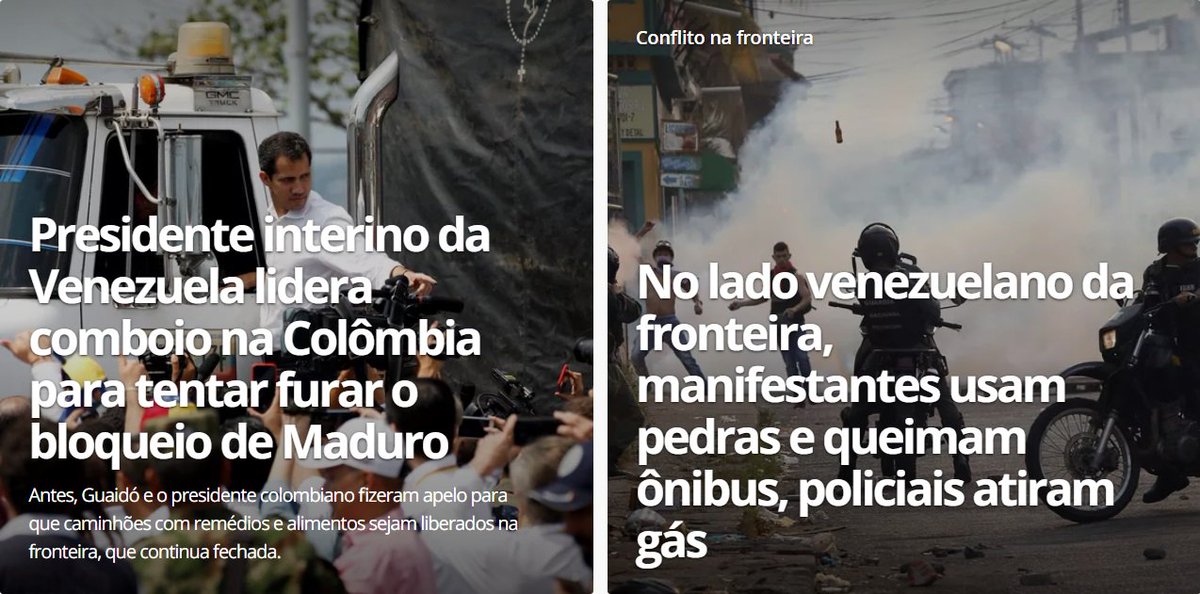 Presidente interino da
Venezuela lidera
comboio na Colômbia
para tentar furar o
bloqueio de Maduro
Antes, Guaidó e o presidente colombiano fizeram apelo para
que caminhões com remédios e alimentos sejam liberados na
fronteira, que continua fechada.
GMC
TRUCK
Conflito na fronteira
No lado venezuelano da
fronteira,
manifestantes usam
pedras e queimam
ônibus, policiais atiram
gás